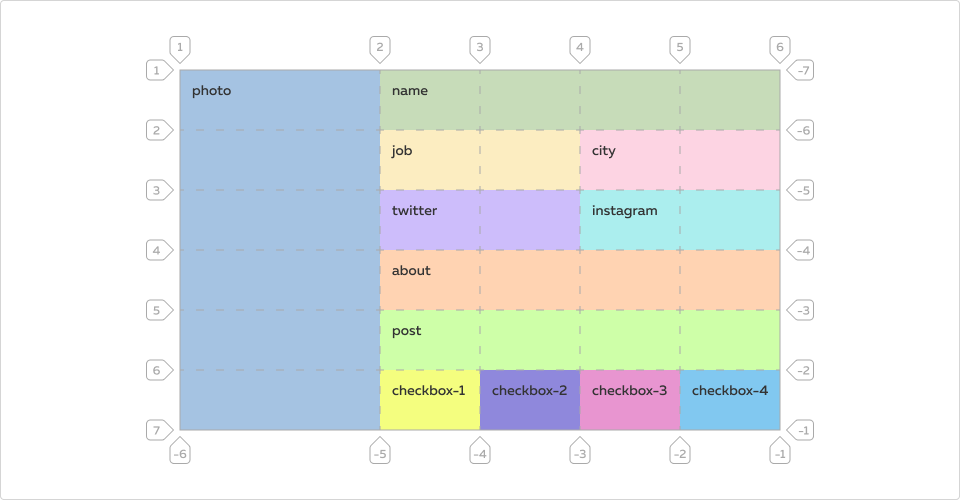 1 2 3 4 5 6
1 -7
photo name
2 -6
job city
3 -5
twitter instagram
4 -4
about
5 -3
post
6 -2
checkbox-1 checkbox-2 checkbox-3 checkbox-4
7 -1
-6 -5 -4 -3 -2 -1